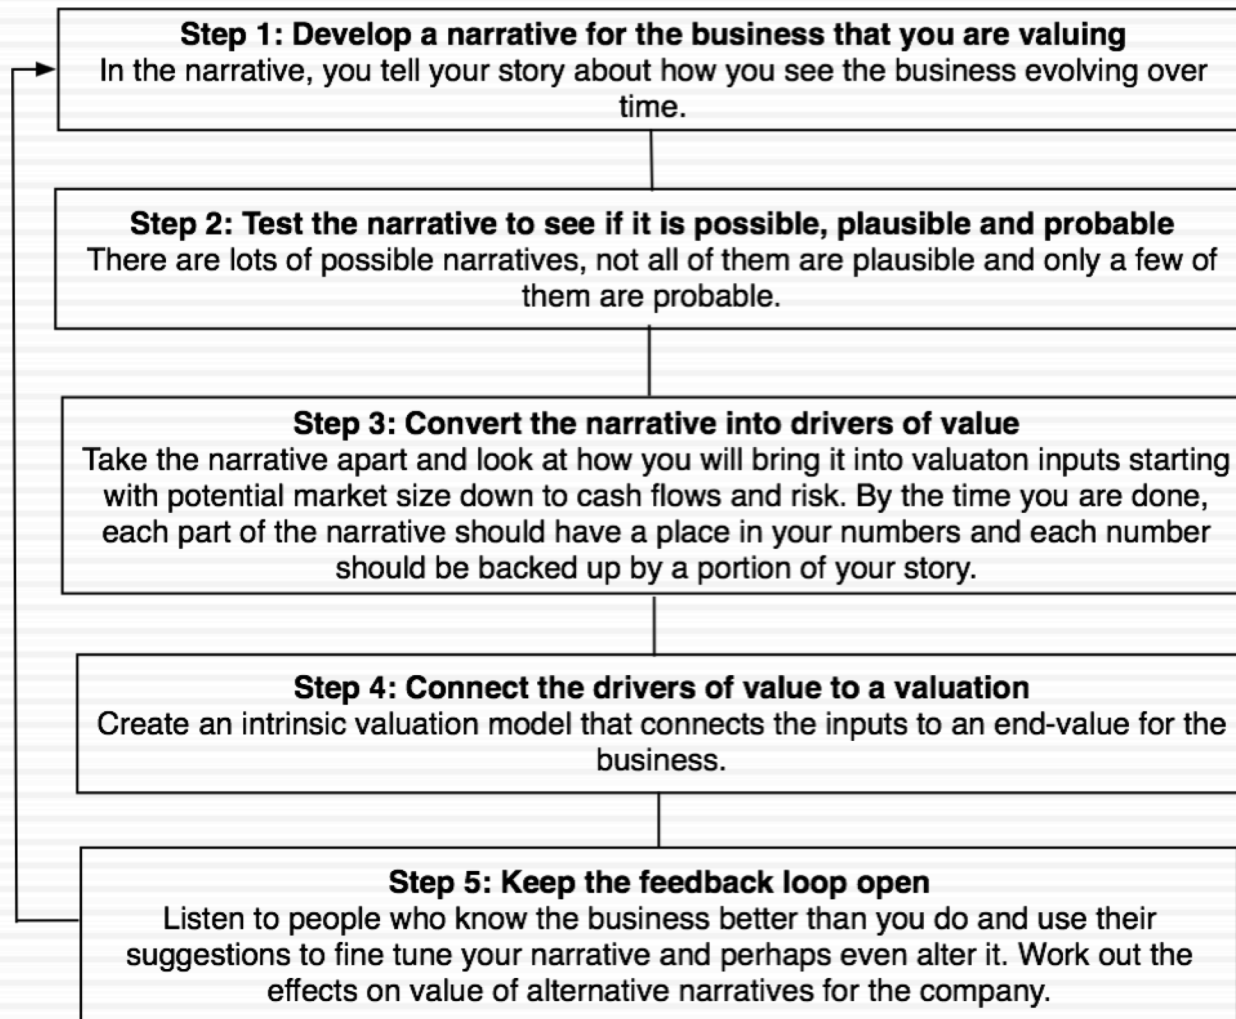 Step 1: Develop a narrative for the business that you are valuing
In the narrative, you tell your story about how you see the business evolving over
time.
Step 2: Test the narrative to see if it is possible, plausible and probable
There are lots of possible narratives, not all of them are plausible and only a few of
them are probable.
Step 3: Convert the narrative into drivers of value
Take the narrative apart and look at how you will bring it into valuaton inputs starting
with potential market size down to cash flows and risk. By the time you are done,
each part of the narrative should have a place in your numbers and each number
should be backed up by a portion of your story.
Step 4: Connect the drivers of value to a valuation
Create an intrinsic valuation model that connects the inputs to an end-value for the
business.
Step 5: Keep the feedback loop open
Listen to people who know the business better than you do and use their
suggestions to fine tune your narrative and perhaps even alter it. Work out the
effects on value of alternative narratives for the company.